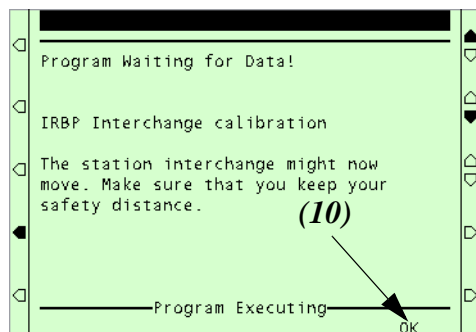 Program Waiting for Data!
IRBP Interchange calibration
The station interchange might now
move. Make sure that you keep your
safety distance.
(10)
Program Executing
OK